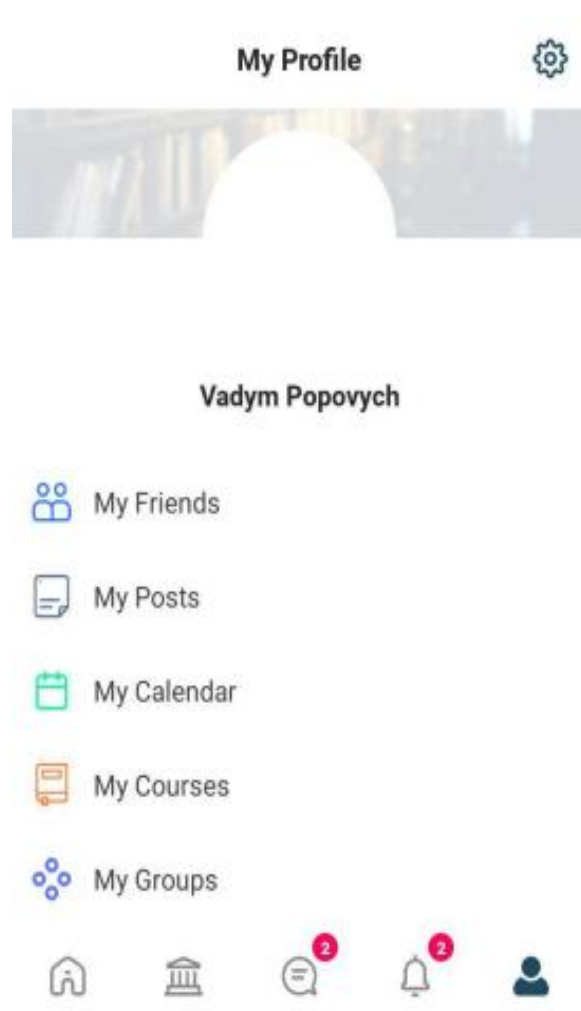 My Profile
Vadym Popovych
My Friends
My Posts
My Calendar
My Courses
My Groups
2
2